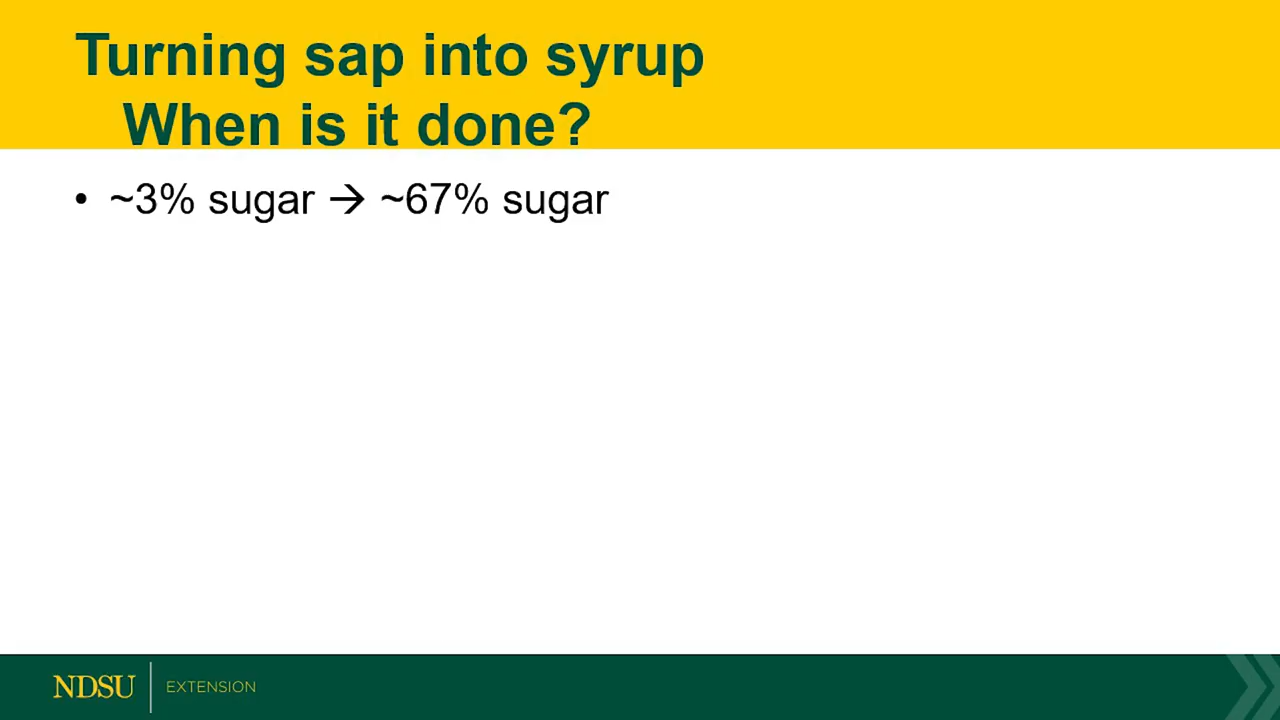 Turning sap into syrup
When is it done?
• ~3% sugar → ~67% sugar
NDSU
EXTENSION